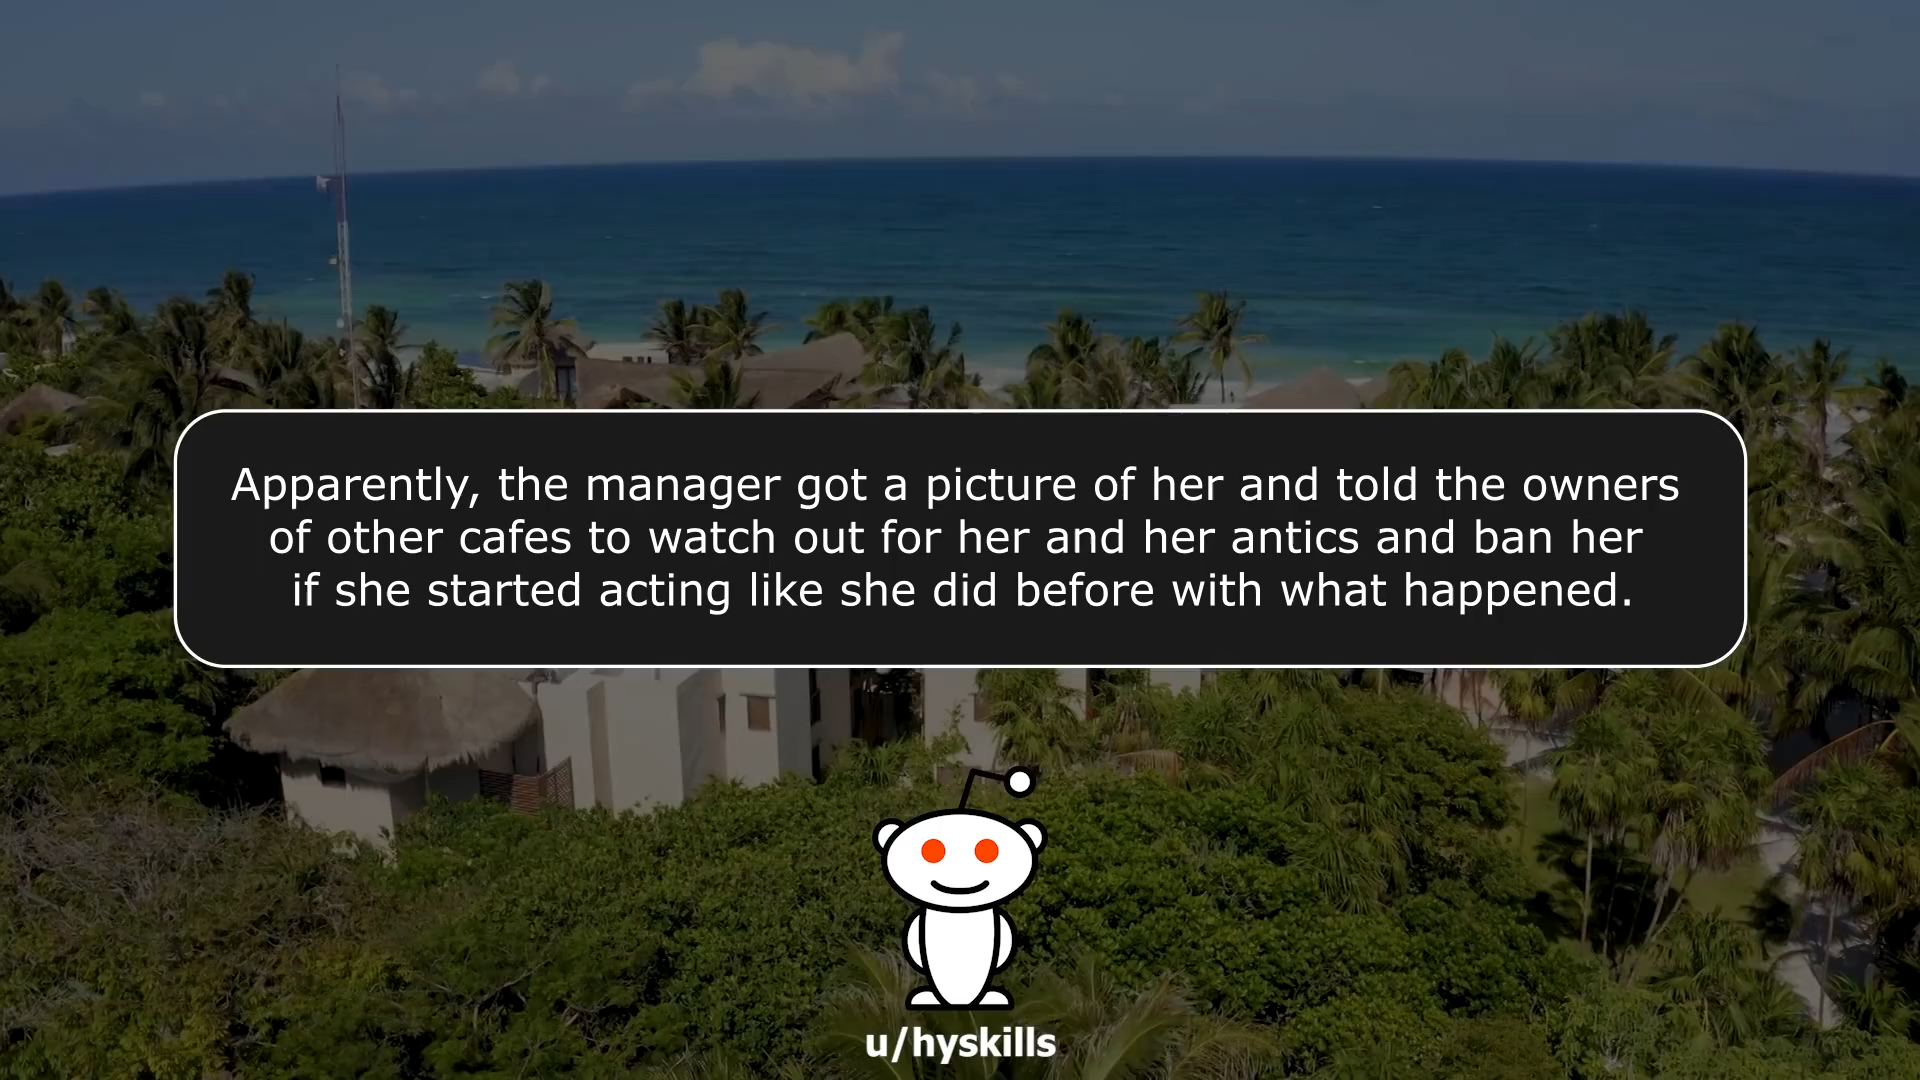 Apparently, the manager got a picture of her and told the owners
of other cafes to watch out for her and her antics and ban her
if she started acting like she did before with what happened.
u/hyskills